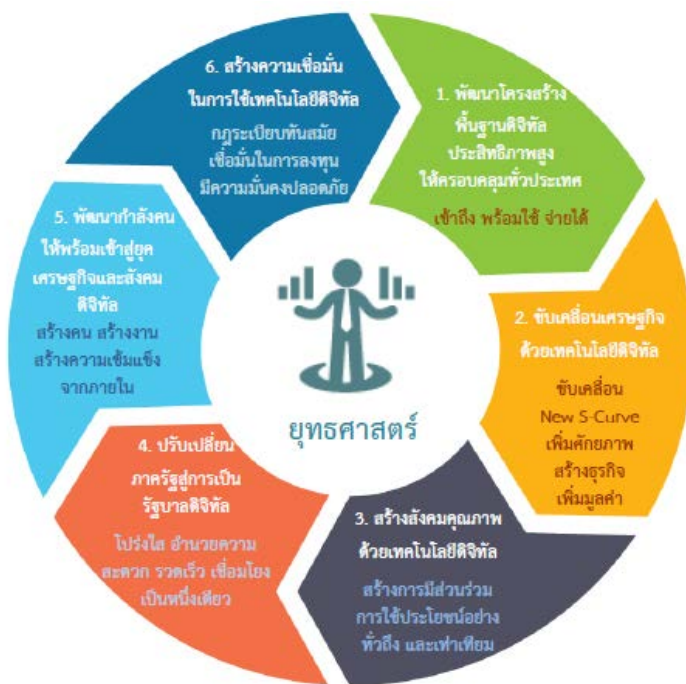 1. พัฒนาโครงสร้าง
พื้นฐานดิจิทัล
ประสิทธิภาพสูง
ให้ครอบคลุมทั่วประเทศ
เข้าถึง พร้อมใช้ จ่ายได้
2. ขับเคลื่อนเศรษฐกิจ
ด้วยเทคโนโลยีดิจิทัล
ขับเคลื่อน
New S-Curve
เพิ่มศักยภาพ
สร้างธุรกิจ
เพิ่มมูลค่า
3. สร้างสังคมคุณภาพ
ด้วยเทคโนโลยีดิจิทัล
สร้างการมีส่วนร่วม
การใช้ประโยชน์อย่าง
ทั่วถึง และเท่าเทียม
4. ปรับเปลี่ยน
ภาครัฐสู่การเป็น
รัฐบาลดิจิทัล
โปร่งใส อำนวยความ
สะดวก รวดเร็ว เชื่อมโยง
เป็นหนึ่งเดียว
5. พัฒนากำลังคน
ให้พร้อมเข้าสู่ยุค
เศรษฐกิจและสังคม
ดิจิทัล
สร้างคน สร้างงาน
สร้างความเข้มแข็ง
จากภายใน
6. สร้างความเชื่อมั่น
ในการใช้เทคโนโลยีดิจิทัล
กฎระเบียบทันสมัย
เชื่อมั่นในการลงทุน
มีความมั่นคงปลอดภัย
ยุทธศาสตร์